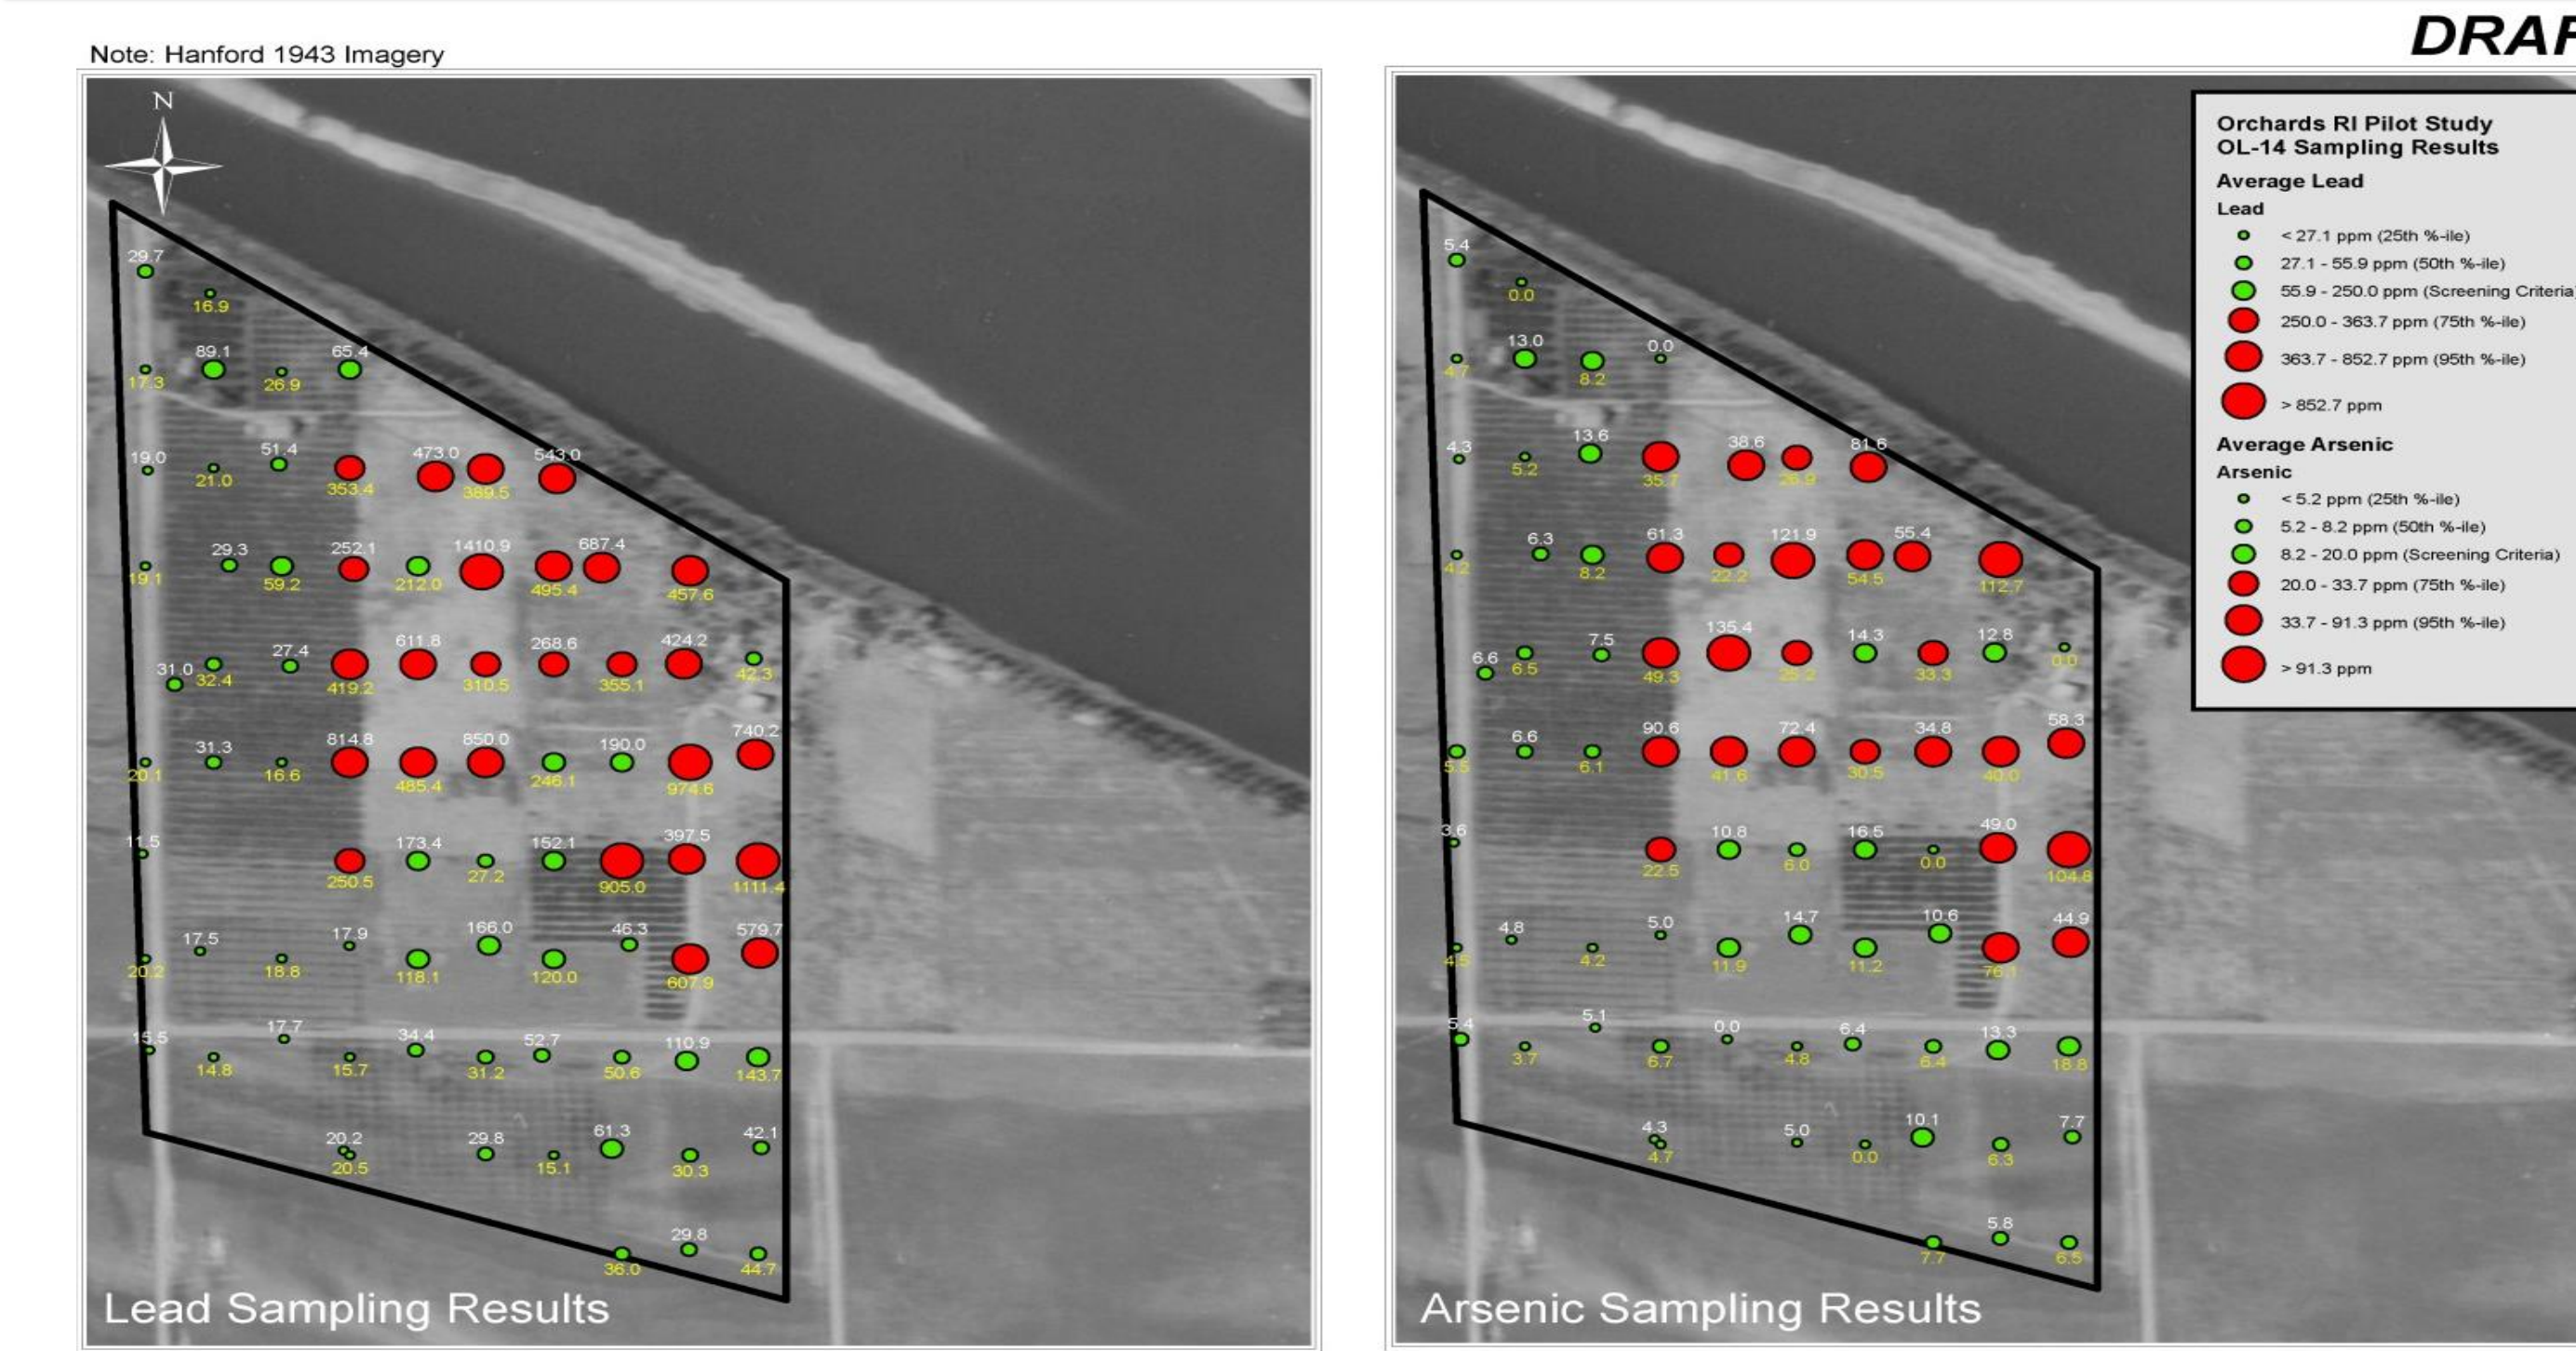 Note: Hanford 1943 Imagery
DRAF
N
29.7
16.9
89.1 65.4
17.3 26.9
19.0 51.4 473.0 543.0
21.0 353.4 389.5
29.3 252.1 1410.9 687.4
19.1 59.2 212.0 495.4 457.6
31.0 27.4 611.8 268.6 424.2
32.4 419.2 310.5 355.1 42.3
31.3 814.8 850.0 190.0 740.2
20.1 16.6 485.4 246.1 974.6
11.5 173.4 152.1 397.5
250.5 27.2 905.0 1111.4
17.5 17.9 166.0 46.3 579.7
20.2 18.8 118.1 120.0 607.9
15.5 17.7 34.4 52.7 110.9
14.8 15.7 31.2 50.6 143.7
20.2 29.8 61.3 42.1
20.5 15.1 30.3
29.8
36.0 44.7
Lead Sampling Results
5.4
0.0
13.0 0.0
4.7 8.2
4.3 13.6 38.6 81.6
5.2 35.7 26.9
6.3 61.3 121.9 55.4
4.2 8.2 22.2 54.5 112.7
6.6 7.5 135.4 14.3 12.8
6.5 49.3 25.2 33.3 0.0
6.6 90.6 72.4 34.8 58.3
5.5 6.1 41.6 30.5 40.0
3.6 10.8 16.5 49.0
22.5 6.0 0.0 104.8
4.8 5.0 14.7 10.6 44.9
4.5 4.2 11.9 11.2 76.1
5.4 5.1 0.0 6.4 13.3
3.7 6.7 4.8 6.4 18.8
4.3 5.0 10.1 7.7
4.7 0.0 6.3
5.8
7.7 6.5
Arsenic Sampling Results
Orchards RI Pilot Study
OL-14 Sampling Results
Average Lead
Lead
< 27.1 ppm (25th %-ile)
27.1 - 55.9 ppm (50th %-ile)
55.9 - 250.0 ppm (Screening Criteria)
250.0 - 363.7 ppm (75th %-ile)
363.7 - 852.7 ppm (95th %-ile)
> 852.7 ppm
Average Arsenic
Arsenic
< 5.2 ppm (25th %-ile)
5.2 - 8.2 ppm (50th %-ile)
8.2 - 20.0 ppm (Screening Criteria)
20.0 - 33.7 ppm (75th %-ile)
33.7 - 91.3 ppm (95th %-ile)
> 91.3 ppm